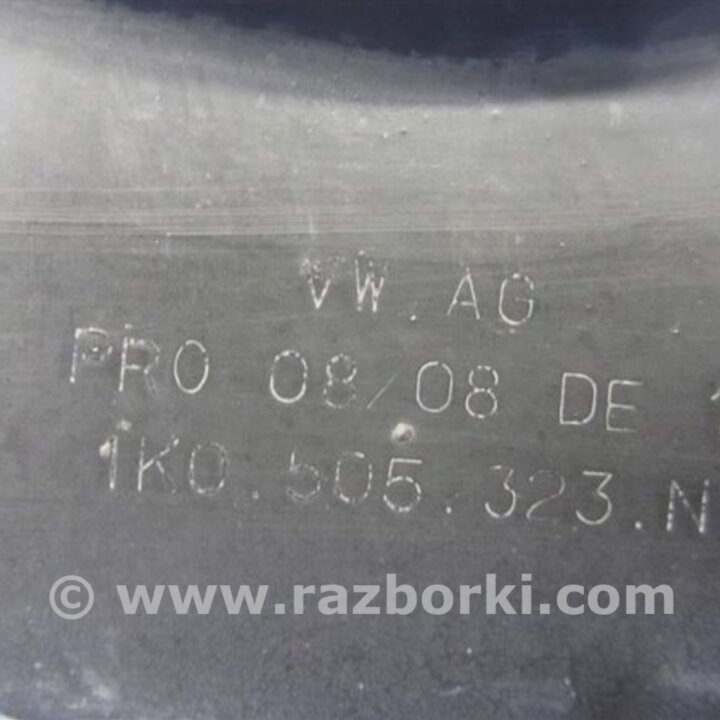 VW.AG
PRO 08/08 DE
1K0.505.323.N
© www.razborki.com